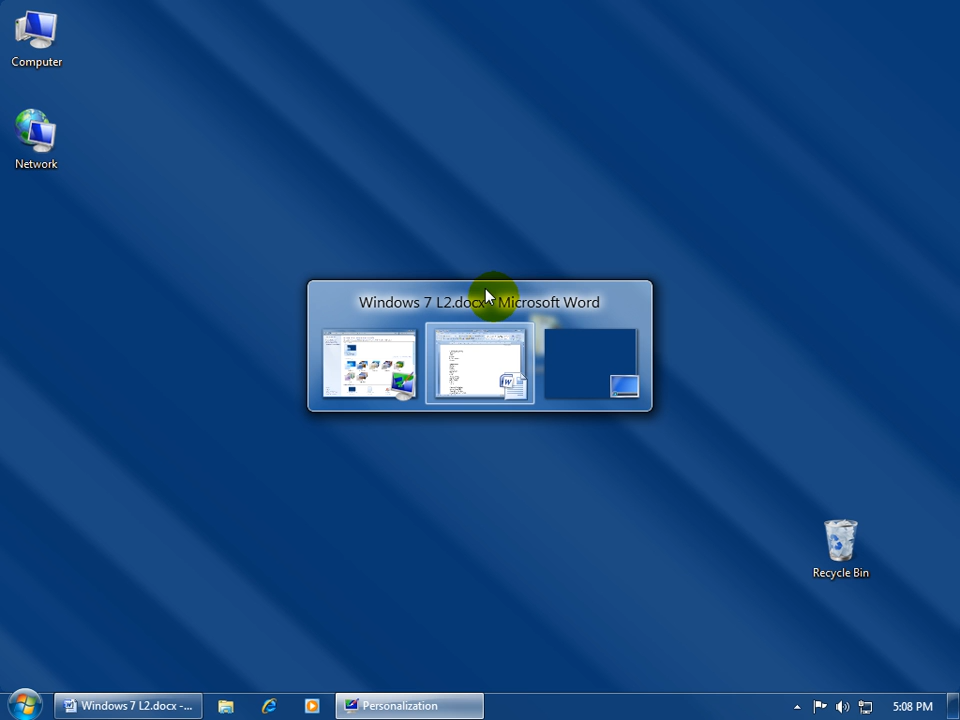 Computer
Network
Windows 7 L2.docx - Microsoft Word
Recycle Bin
Windows 7 L2.docx -...
Personalization
5:08 PM